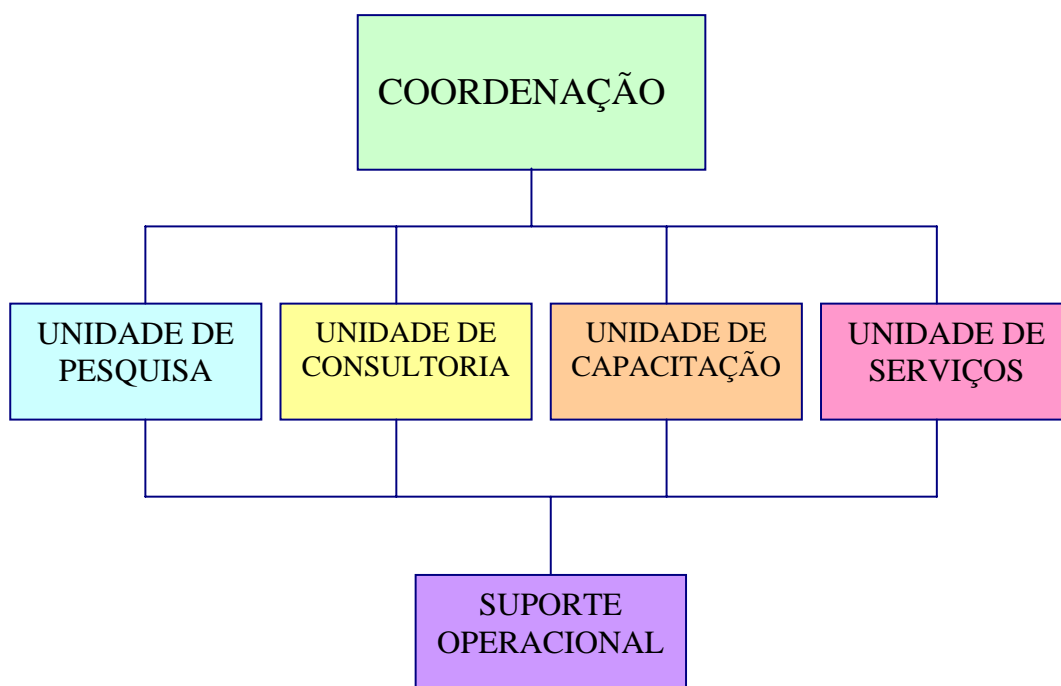 COORDENAÇÃO
UNIDADE DE
PESQUISA
UNIDADE DE
CONSULTORIA
UNIDADE DE
CAPACITAÇÃO
UNIDADE DE
SERVIÇOS
SUPORTE
OPERACIONAL